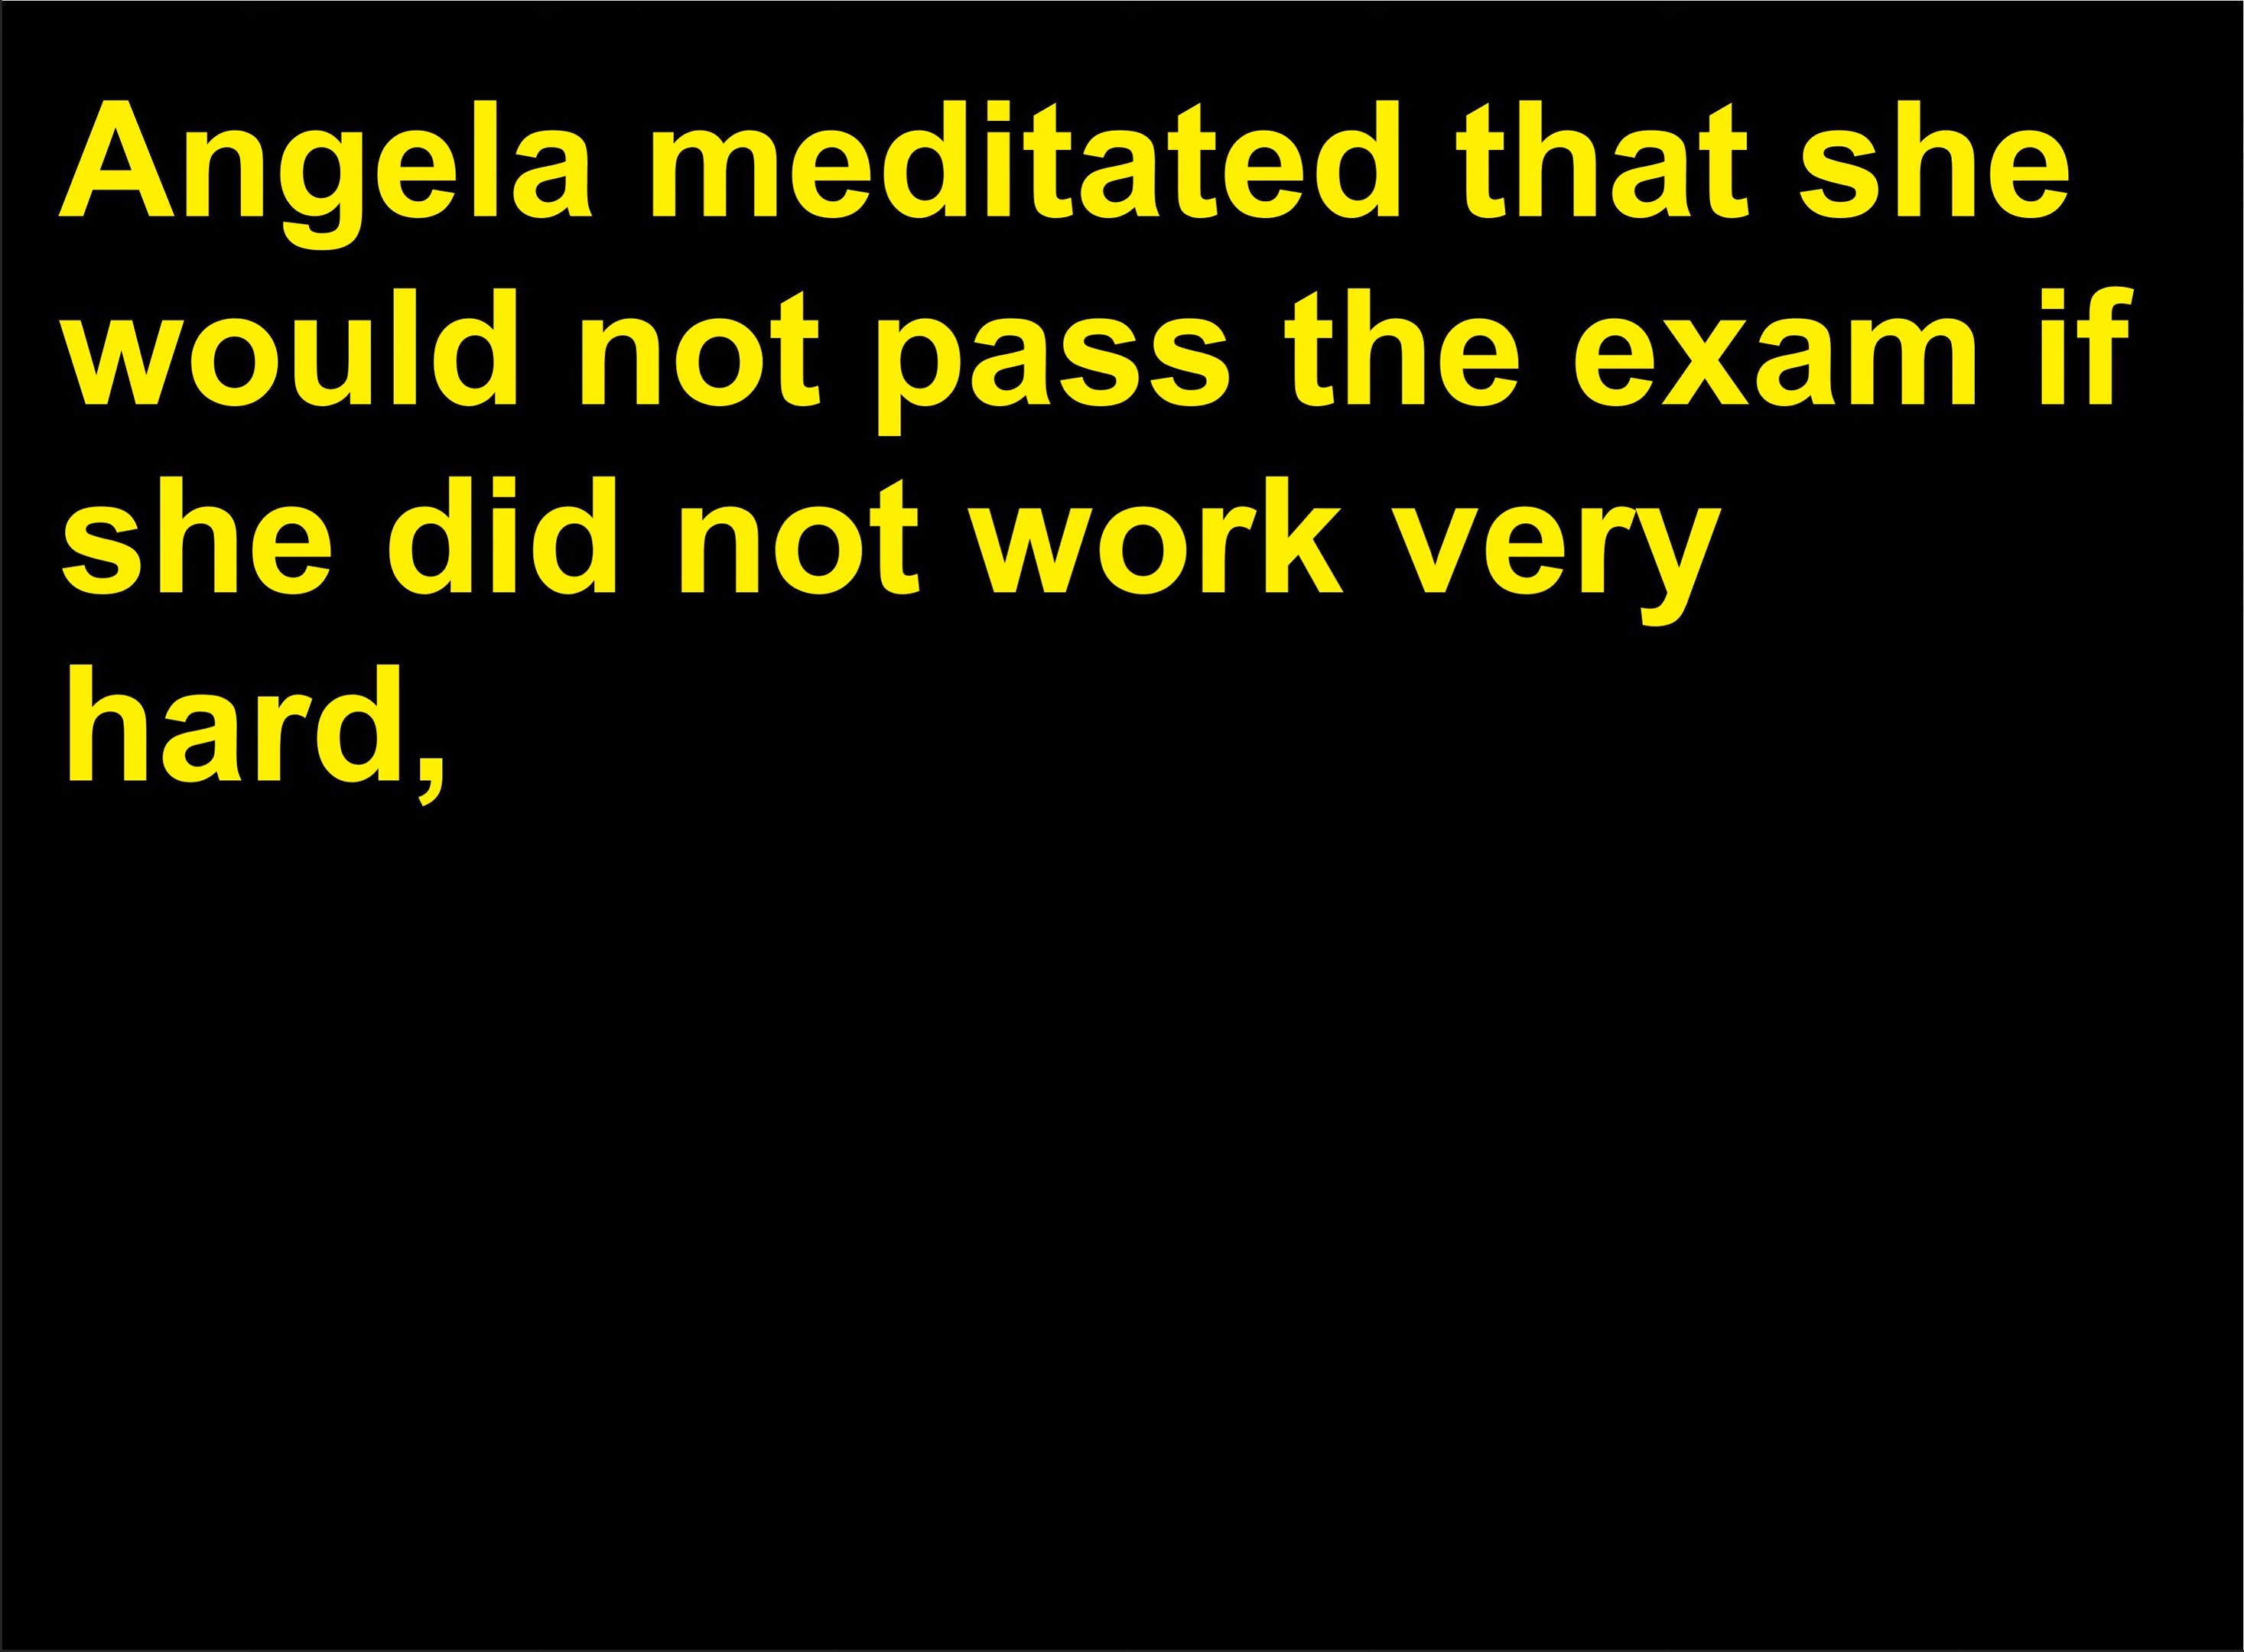 Angela meditated that she
would not pass the exam if
she did not work very
hard,